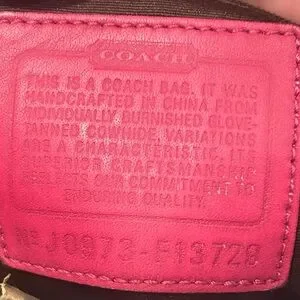 COACH
THIS IS A COACH BAG. IT WAS
HANDCRAFTED IN CHINA FROM
INDIVIDUALLY BURNISHED GLOVE-
TANNED COWHIDE, VARIATIONS
ARE A CHARACTERISTIC. ITS
SUPERIOR CRAFTSMANSHIP
REFLECTS OUR COMMITMENT TO
ENDURING QUALITY.
Nº J0973-F13728